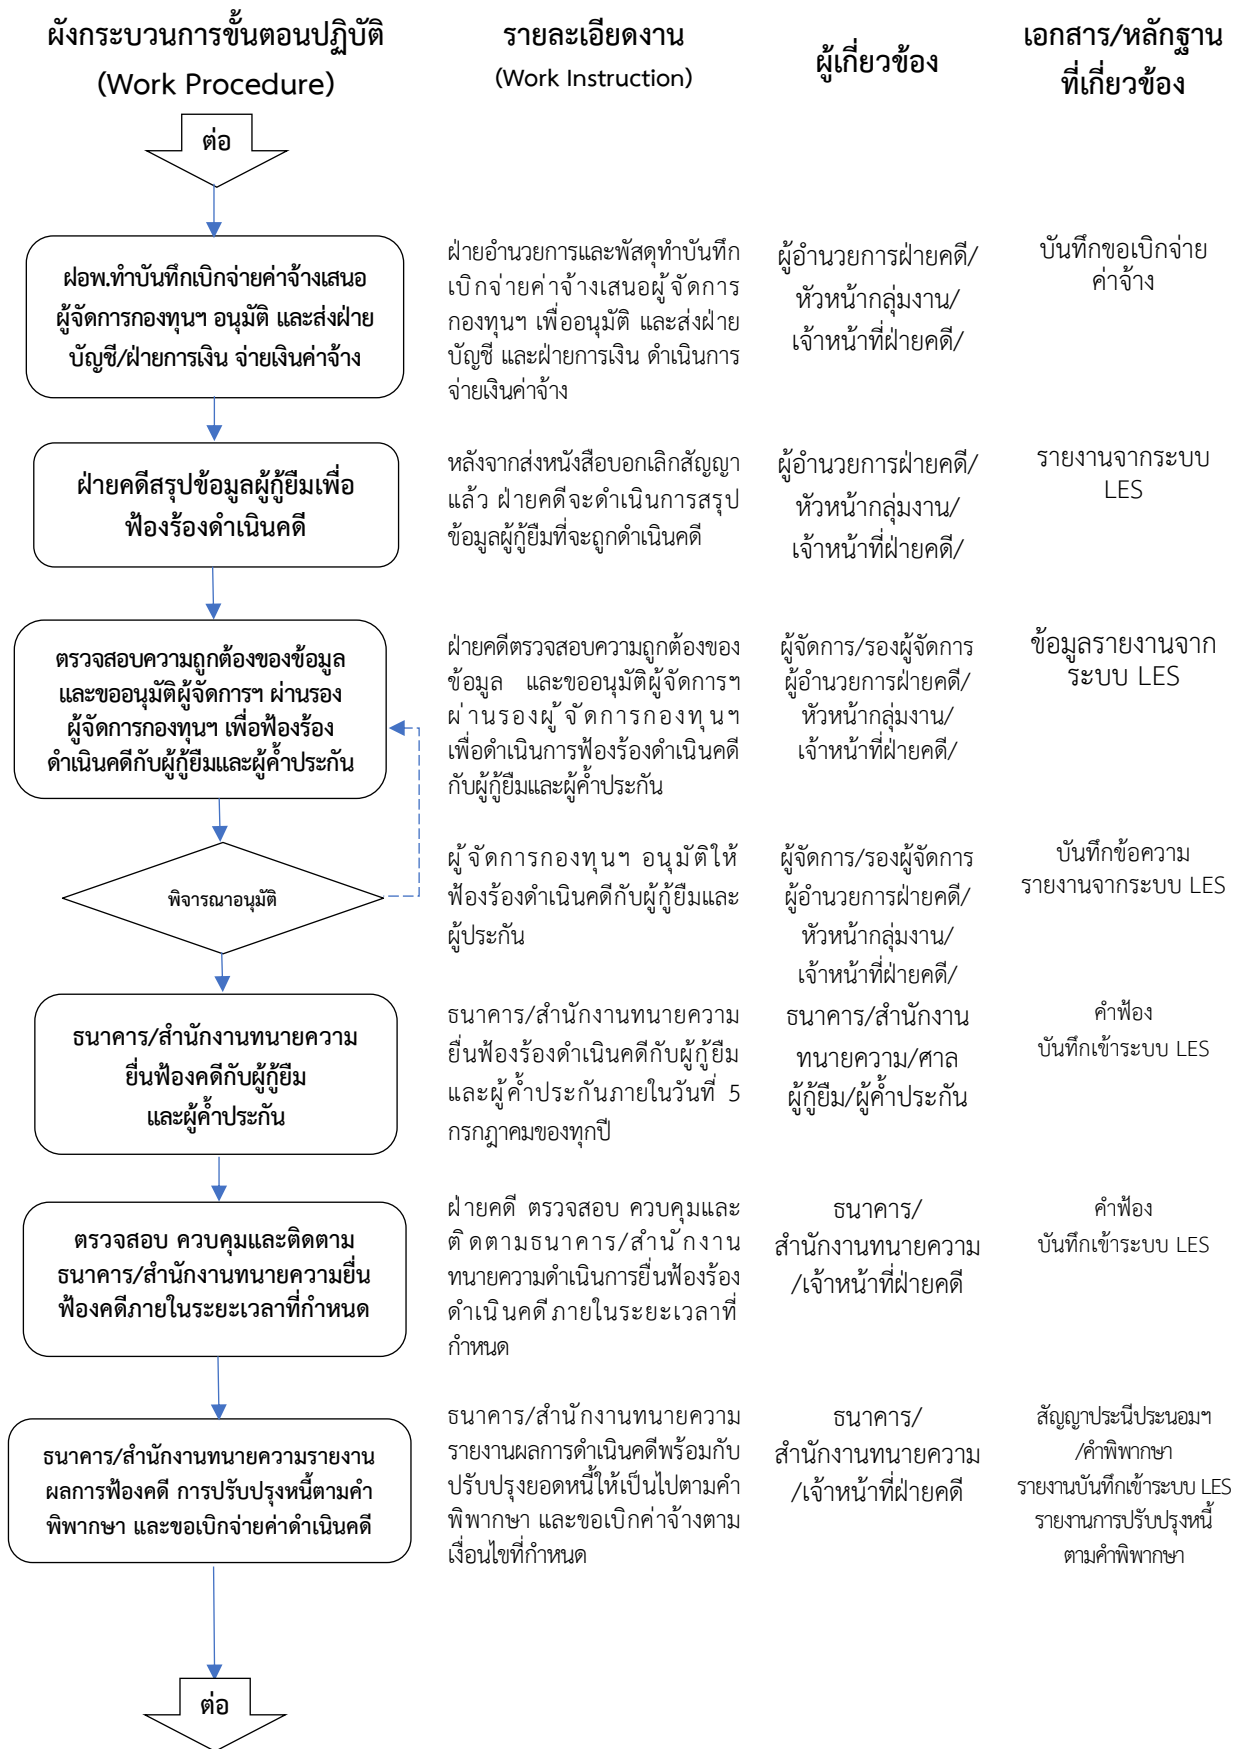 ผังกระบวนการขั้นตอนปฏิบัติ
(Work Procedure)
รายละเอียดงาน
(Work Instruction)
ผู้เกี่ยวข้อง
เอกสาร/หลักฐาน
ที่เกี่ยวข้อง
ต่อ
ฝอพ.ทำบันทึกเบิกจ่ายค่าจ้างเสนอ
ผู้จัดการกองทุนฯ อนุมัติ และส่งฝ่าย
บัญชี/ฝ่ายการเงิน จ่ายเงินค่าจ้าง
ฝ่ายอำนวยการและพัสดุทำบันทึก
เบิกจ่ายค่าจ้างเสนอผู้จัดการ
กองทุนฯ เพื่ออนุมัติ และส่งฝ่าย
บัญชี และฝ่ายการเงิน ดำเนินการ
จ่ายเงินค่าจ้าง
ผู้อำนวยการฝ่ายคดี/
หัวหน้ากลุ่มงาน/
เจ้าหน้าที่ฝ่ายคดี/
บันทึกขอเบิกจ่าย
ค่าจ้าง
ฝ่ายคดีสรุปข้อมูลผู้กู้ยืมเพื่อ
ฟ้องร้องดำเนินคดี
หลังจากส่งหนังสือบอกเลิกสัญญา
แล้ว ฝ่ายคดีจะดำเนินการสรุป
ข้อมูลผู้กู้ยืมที่จะถูกดำเนินคดี
ผู้อำนวยการฝ่ายคดี/
หัวหน้ากลุ่มงาน/
เจ้าหน้าที่ฝ่ายคดี/
รายงานจากระบบ
LES
ตรวจสอบความถูกต้องของข้อมูล
และขออนุมัติผู้จัดการฯ ผ่านรอง
ผู้จัดการกองทุนฯ เพื่อฟ้องร้อง
ดำเนินคดีกับผู้กู้ยืมและผู้ค้ำประกัน
ฝ่ายคดีตรวจสอบความถูกต้องของ
ข้อมูล และขออนุมัติผู้จัดการฯ
ผ่านรองผู้จัดการกองทุนฯ
เพื่อดำเนินการฟ้องร้องดำเนินคดี
กับผู้กู้ยืมและผู้ค้ำประกัน
ผู้จัดการ/รองผู้จัดการ
ผู้อำนวยการฝ่ายคดี/
หัวหน้ากลุ่มงาน/
เจ้าหน้าที่ฝ่ายคดี/
ข้อมูลรายงานจาก
ระบบ LES
พิจารณาอนุมัติ
ผู้จัดการกองทุนฯ อนุมัติให้
ฟ้องร้องดำเนินคดีกับผู้กู้ยืมและ
ผู้ประกัน
ผู้จัดการ/รองผู้จัดการ
ผู้อำนวยการฝ่ายคดี/
หัวหน้ากลุ่มงาน/
เจ้าหน้าที่ฝ่ายคดี/
บันทึกข้อความ
รายงานจากระบบ LES
ธนาคาร/สำนักงานทนายความ
ยื่นฟ้องคดีกับผู้กู้ยืม
และผู้ค้ำประกัน
ธนาคาร/สำนักงานทนายความ
ยื่นฟ้องร้องดำเนินคดีกับผู้กู้ยืม
และผู้ค้ำประกันภายในวันที่ 5
กรกฎาคมของทุกปี
ธนาคาร/สำนักงาน
ทนายความ/ศาล
ผู้กู้ยืม/ผู้ค้ำประกัน
คำฟ้อง
บันทึกเข้าระบบ LES
ตรวจสอบ ควบคุมและติดตาม
ธนาคาร/สำนักงานทนายความยื่น
ฟ้องคดีภายในระยะเวลาที่กำหนด
ฝ่ายคดี ตรวจสอบ ควบคุมและ
ติดตามธนาคาร/สำนักงาน
ทนายความดำเนินการยื่นฟ้องร้อง
ดำเนินคดีภายในระยะเวลาที่
กำหนด
ธนาคาร/
สำนักงานทนายความ
/เจ้าหน้าที่ฝ่ายคดี
คำฟ้อง
บันทึกเข้าระบบ LES
ธนาคาร/สำนักงานทนายความรายงาน
ผลการฟ้องคดี การปรับปรุงหนี้ตามคำ
พิพากษา และขอเบิกจ่ายค่าดำเนินคดี
ธนาคาร/สำนักงานทนายความ
รายงานผลการดำเนินคดีพร้อมกับ
ปรับปรุงยอดหนี้ให้เป็นไปตามคำ
พิพากษา และขอเบิกค่าจ้างตาม
เงื่อนไขที่กำหนด
ธนาคาร/
สำนักงานทนายความ
/เจ้าหน้าที่ฝ่ายคดี
สัญญาประนีประนอมฯ
/คำพิพากษา
รายงานบันทึกเข้าระบบ LES
รายงานการปรับปรุงหนี้
ตามคำพิพากษา
ต่อ